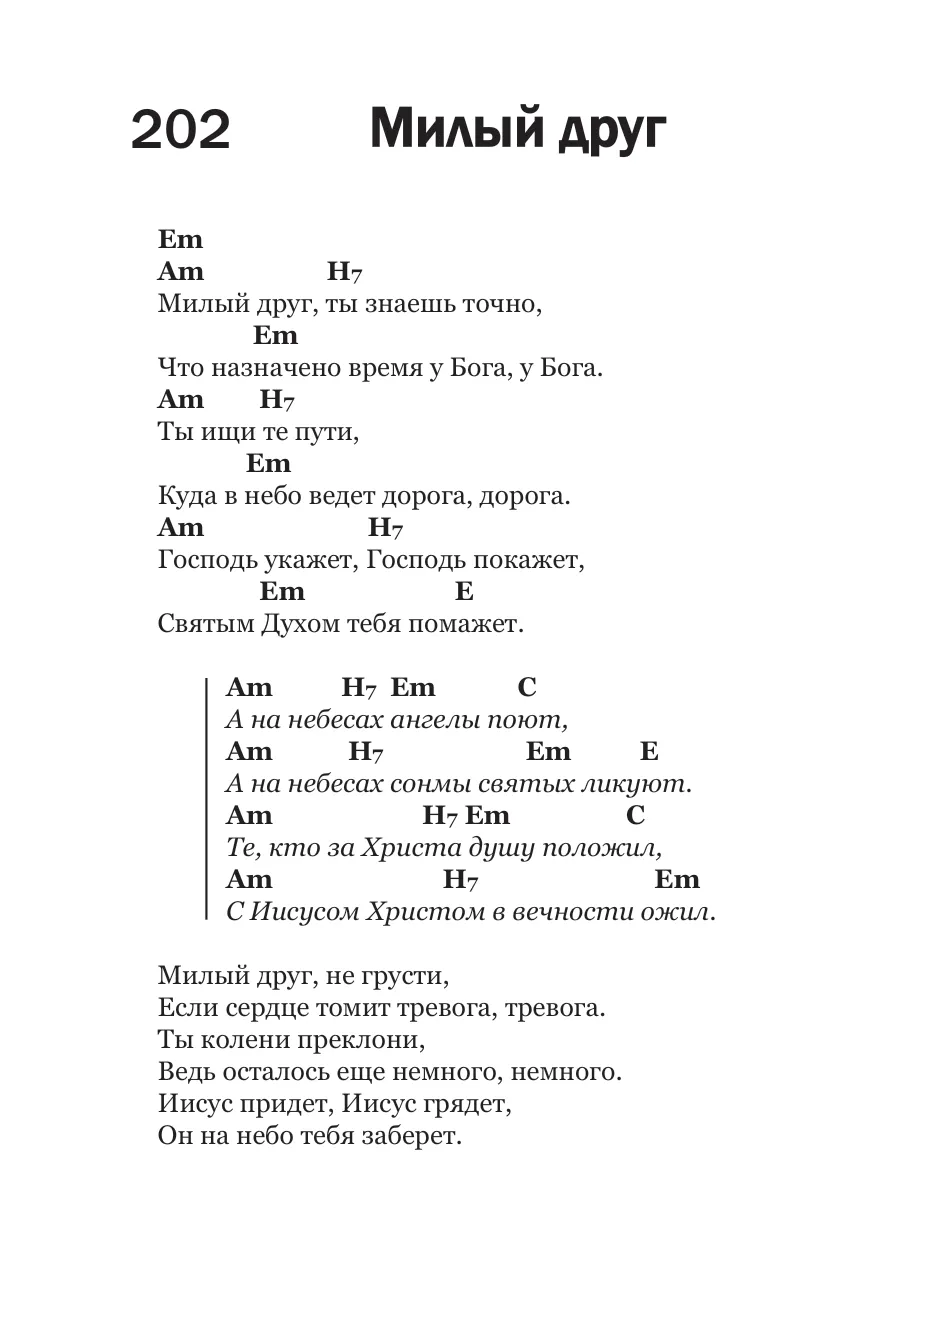 202 Милый друг
Em
Am H7
Милый друг, ты знаешь точно,
Em
Что назначено время у Бога, у Бога.
Am H7
Ты ищи те пути,
Em
Куда в небо ведет дорога, дорога.
Am H7
Господь укажет, Господь покажет,
Em E
Святым Духом тебя помажет.
Am H7 Em C
А на небесах ангелы поют,
Am H7 Em E
А на небесах сонмы святых ликуют.
Am H7 Em C
Те, кто за Христа душу положил,
Am H7 Em
С Иисусом Христом в вечности ожил.
Милый друг, не грусти,
Если сердце томит тревога, тревога.
Ты колени преклони,
Ведь осталось еще немного, немного.
Иисус придет, Иисус грядет,
Он на небо тебя заберет.